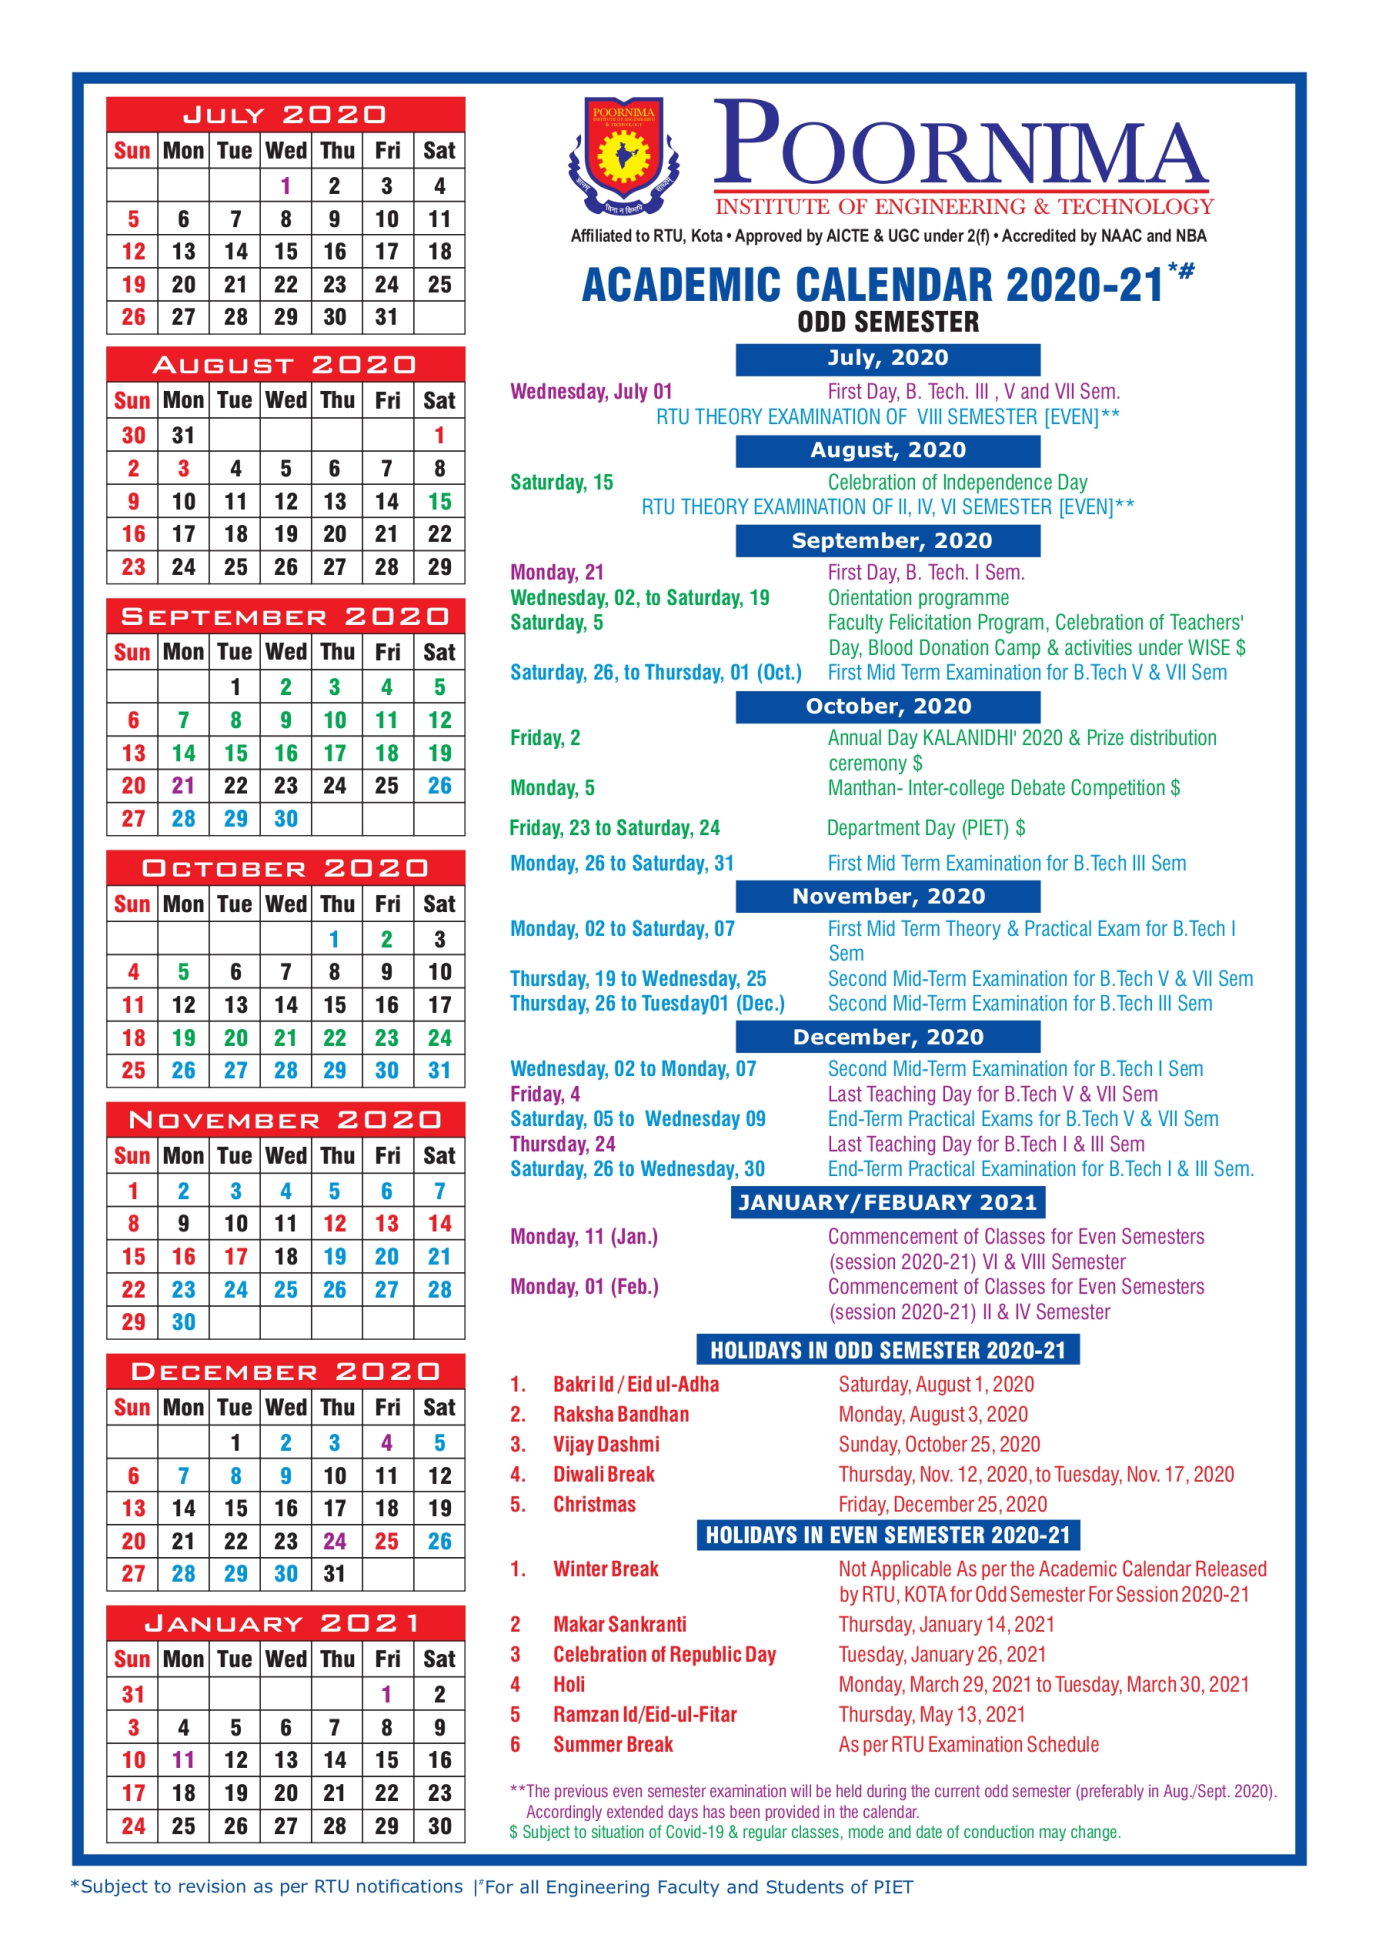 JULY 2020
Sun Mon Tue Wed Thu Fri Sat
1 2 3 4
5 6 7 8 9 10 11
12 13 14 15 16 17 18
19 20 21 22 23 24 25
26 27 28 29 30 31
AUGUST 2020
Sun Mon Tue Wed Thu Fri Sat
30 31 1
2 3 4 5 6 7 8
9 10 11 12 13 14 15
16 17 18 19 20 21 22
23 24 25 26 27 28 29
SEPTEMBER 2020
Sun Mon Tue Wed Thu Fri Sat
1 2 3 4 5
6 7 8 9 10 11 12
13 14 15 16 17 18 19
20 21 22 23 24 25 26
27 28 29 30
OCTOBER 2020
Sun Mon Tue Wed Thu Fri Sat
1 2 3
4 5 6 7 8 9 10
11 12 13 14 15 16 17
18 19 20 21 22 23 24
25 26 27 28 29 30 31
NOVEMBER 2020
Sun Mon Tue Wed Thu Fri Sat
1 2 3 4 5 6 7
8 9 10 11 12 13 14
15 16 17 18 19 20 21
22 23 24 25 26 27 28
29 30
DECEMBER 2020
Sun Mon Tue Wed Thu Fri Sat
1 2 3 4 5
6 7 8 9 10 11 12
13 14 15 16 17 18 19
20 21 22 23 24 25 26
27 28 29 30 31
JANUARY 2021
Sun Mon Tue Wed Thu Fri Sat
31 1 2
3 4 5 6 7 8 9
10 11 12 13 14 15 16
17 18 19 20 21 22 23
24 25 26 27 28 29 30
POORNIMA
INSTITUTE OF ENGINEERING
& TECHNOLOGY
POORNIMA
INSTITUTE OF ENGINEERING & TECHNOLOGY
Affiliated to RTU, Kota • Approved by AICTE & UGC under 2(f) • Accredited by NAAC and NBA
ACADEMIC CALENDAR 2020-21*#
ODD SEMESTER
July, 2020
Wednesday, July 01 First Day, B. Tech. III , V and VII Sem.
RTU THEORY EXAMINATION OF VIII SEMESTER [EVEN]**
August, 2020
Saturday, 15 Celebration of Independence Day
RTU THEORY EXAMINATION OF II, IV, VI SEMESTER [EVEN]**
September, 2020
Monday, 21 First Day, B. Tech. I Sem.
Wednesday, 02, to Saturday, 19 Orientation programme
Saturday, 5 Faculty Felicitation Program, Celebration of Teachers'
Day, Blood Donation Camp & activities under WISE $
Saturday, 26, to Thursday, 01 (Oct.) First Mid Term Examination for B.Tech V & VII Sem
October, 2020
Friday, 2 Annual Day KALANIDHI' 2020 & Prize distribution
ceremony $
Monday, 5 Manthan- Inter-college Debate Competition $
Friday, 23 to Saturday, 24 Department Day (PIET) $
Monday, 26 to Saturday, 31 First Mid Term Examination for B.Tech III Sem
November, 2020
Monday, 02 to Saturday, 07 First Mid Term Theory & Practical Exam for B.Tech I
Sem
Thursday, 19 to Wednesday, 25 Second Mid-Term Examination for B.Tech V & VII Sem
Thursday, 26 to Tuesday01 (Dec.) Second Mid-Term Examination for B.Tech III Sem
December, 2020
Wednesday, 02 to Monday, 07 Second Mid-Term Examination for B.Tech I Sem
Friday, 4 Last Teaching Day for B.Tech V & VII Sem
Saturday, 05 to Wednesday 09 End-Term Practical Exams for B.Tech V & VII Sem
Thursday, 24 Last Teaching Day for B.Tech I & III Sem
Saturday, 26 to Wednesday, 30 End-Term Practical Examination for B.Tech I & III Sem.
JANUARY/FEBUARY 2021
Monday, 11 (Jan.) Commencement of Classes for Even Semesters
(session 2020-21) VI & VIII Semester
Monday, 01 (Feb.) Commencement of Classes for Even Semesters
(session 2020-21) II & IV Semester
HOLIDAYS IN ODD SEMESTER 2020-21
1. Bakri Id / Eid ul-Adha Saturday, August 1, 2020
2. Raksha Bandhan Monday, August 3, 2020
3. Vijay Dashmi Sunday, October 25, 2020
4. Diwali Break Thursday, Nov. 12, 2020, to Tuesday, Nov. 17, 2020
5. Christmas Friday, December 25, 2020
HOLIDAYS IN EVEN SEMESTER 2020-21
1. Winter Break Not Applicable As per the Academic Calendar Released
by RTU, KOTA for Odd Semester For Session 2020-21
2 Makar Sankranti Thursday, January 14, 2021
3 Celebration of Republic Day Tuesday, January 26, 2021
4 Holi Monday, March 29, 2021 to Tuesday, March 30, 2021
5 Ramzan Id/Eid-ul-Fitar Thursday, May 13, 2021
6 Summer Break As per RTU Examination Schedule
**The previous even semester examination will be held during the current odd semester (preferably in Aug./Sept. 2020).
Accordingly extended days has been provided in the calendar.
$ Subject to situation of Covid-19 & regular classes, mode and date of conduction may change.
*Subject to revision as per RTU notifications |#For all Engineering Faculty and Students of PIET